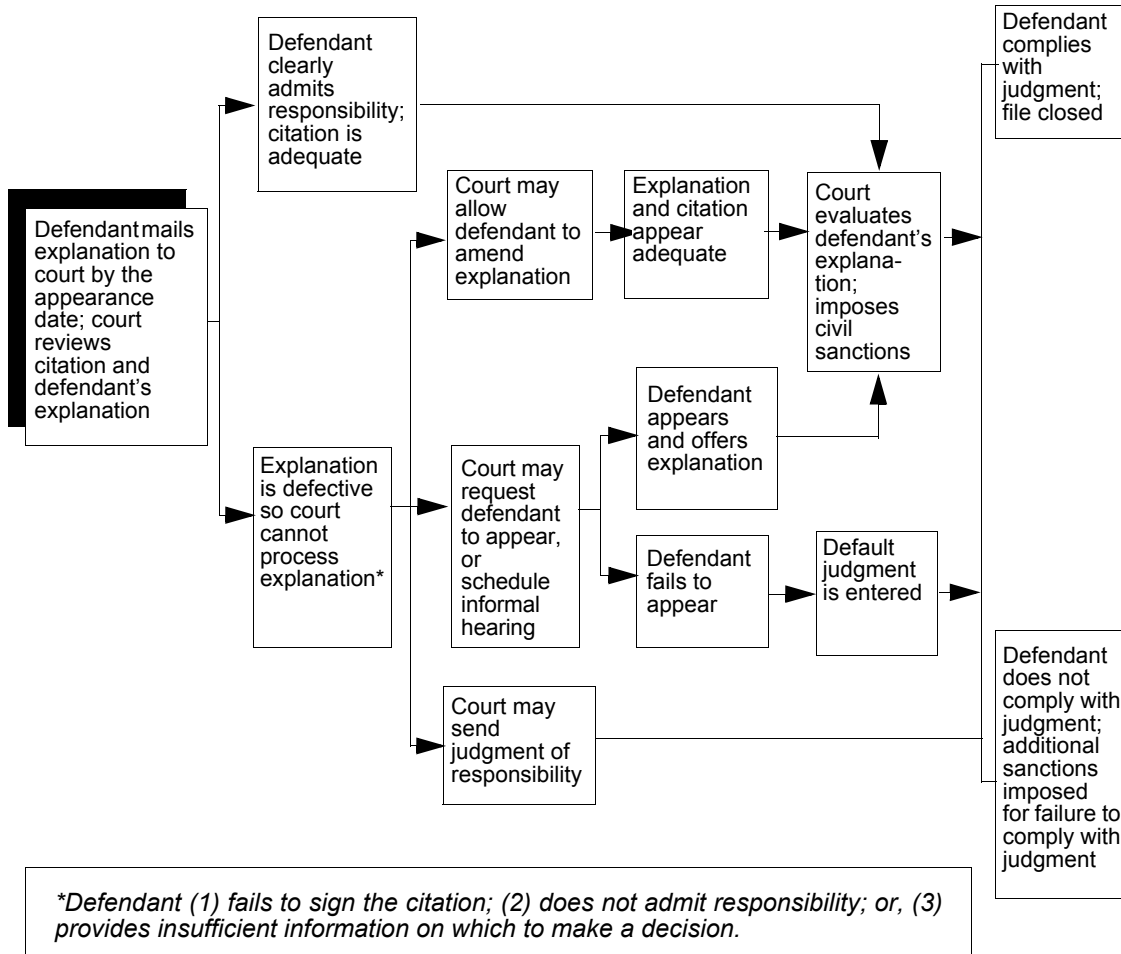 Defendant mails
explanation to
court by the
appearance
date; court
reviews
citation and
defendant's
explanation
Defendant
clearly
admits
responsibility;
citation is
adequate
Explanation
is defective
so court
cannot
process
explanation*
Court may
allow
defendant to
amend
explanation
Explanation
and citation
appear
adequate
Court may
request
defendant
to appear,
or
schedule
informal
hearing
Defendant
appears
and offers
explanation
Defendant
fails to
appear
Default
judgment
is entered
Court may
send
judgment of
responsibility
Court
evaluates
defendant's
explana-
tion;
imposes
civil
sanctions
Defendant
complies
with
judgment;
file closed
Defendant
does not
comply with
judgment;
additional
sanctions
imposed
for failure to
comply with
judgment
*Defendant (1) fails to sign the citation; (2) does not admit responsibility; or, (3)
provides insufficient information on which to make a decision.